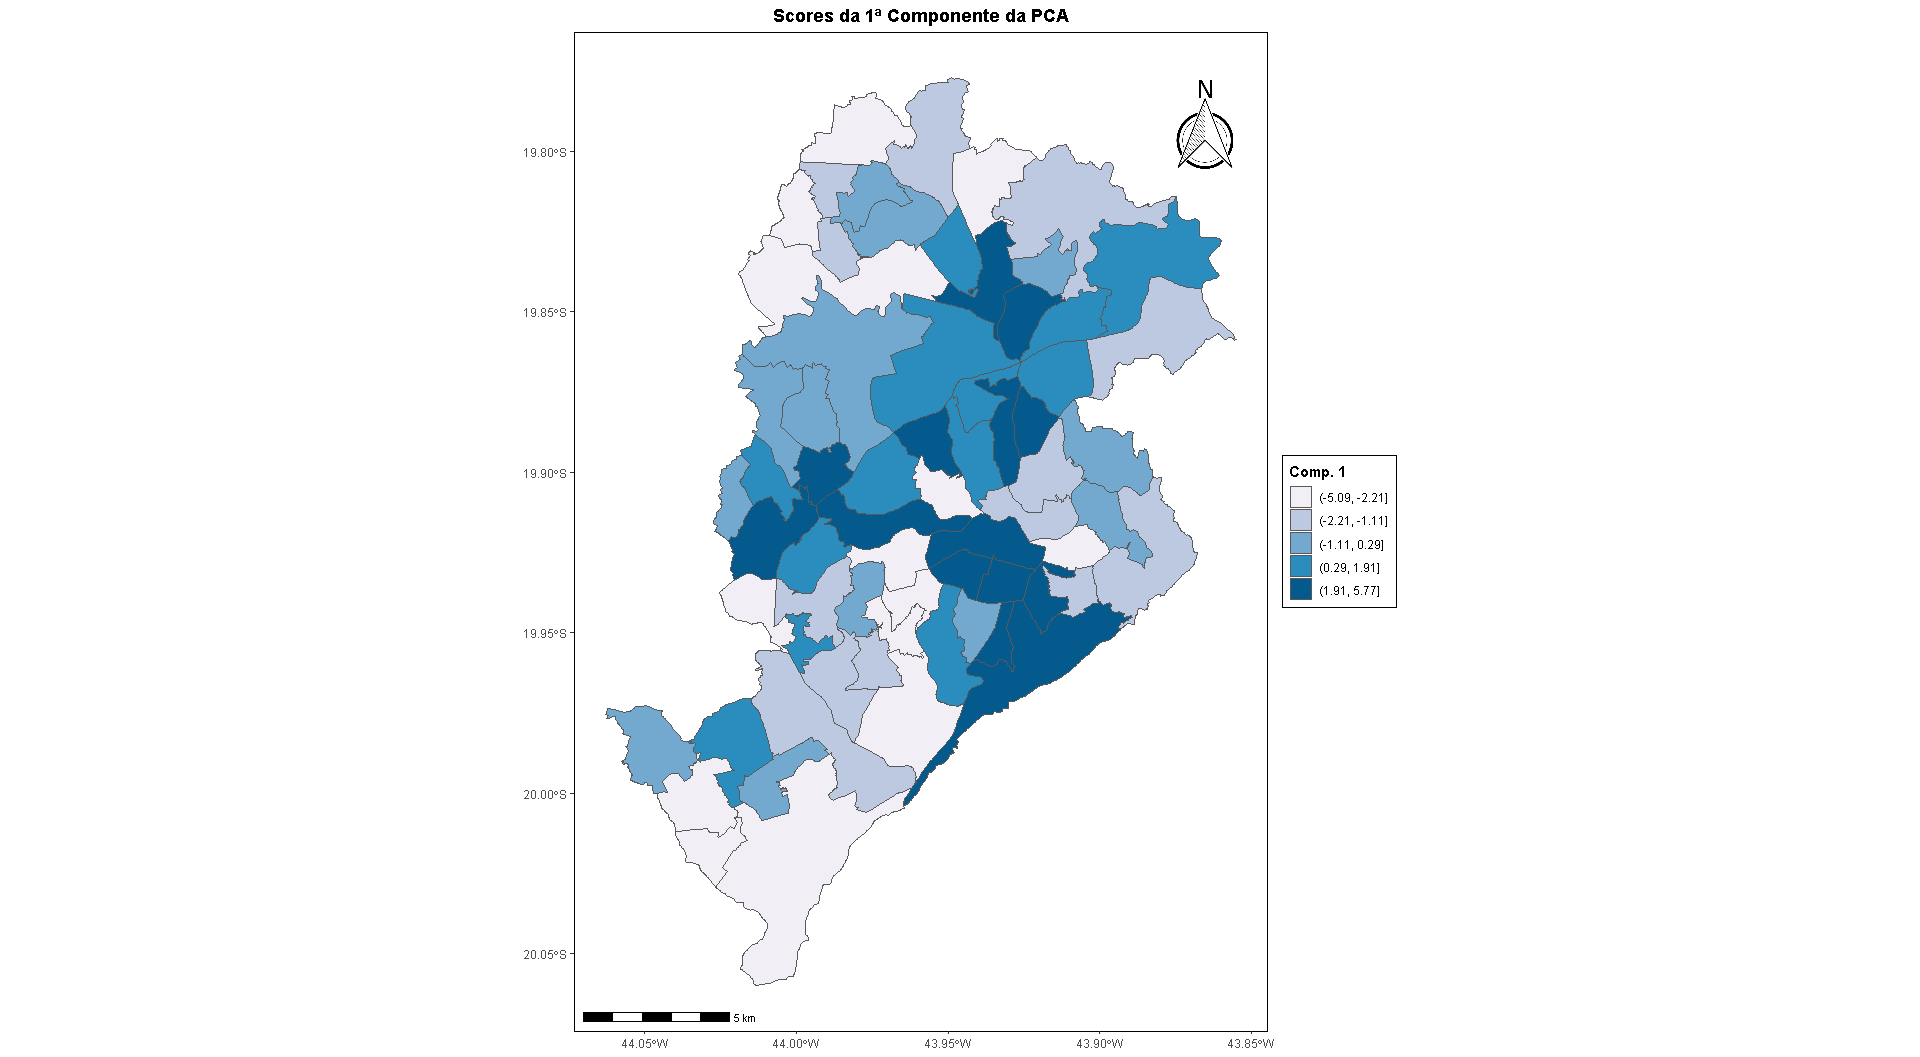 Scores da 1ª Componente da PCA
N
19.80°S
19.85°S
19.90°S
19.95°S
20.00°S
20.05°S
Comp. 1
(-5.09, -2.21]
(-2.21, -1.11]
(-1.11, 0.29]
(0.29, 1.91]
(1.91, 5.77]
5 km
44.05°W
44.00°W
43.95°W
43.90°W
43.85°W